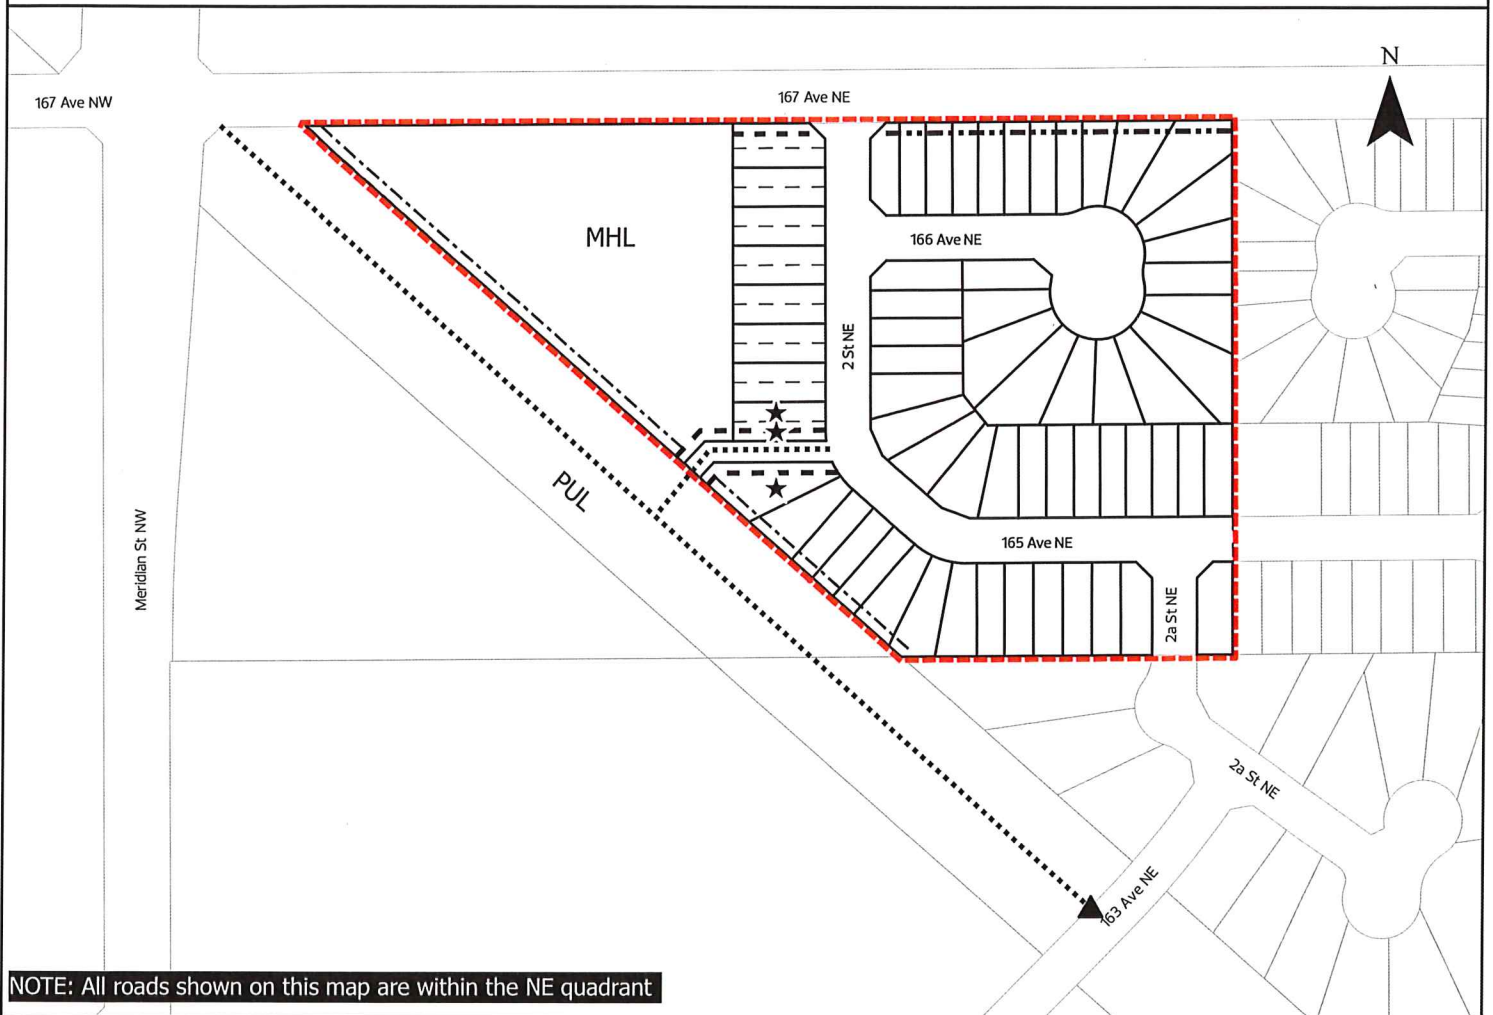 N
167 Ave NW
167 Ave NE
MHL
166 Ave NE
2 St NE
PUL
Meridian St NW
165 Ave NE
2a St NE
2a St NE
163 Ave NE
NOTE: All roads shown on this map are within the NE quadrant